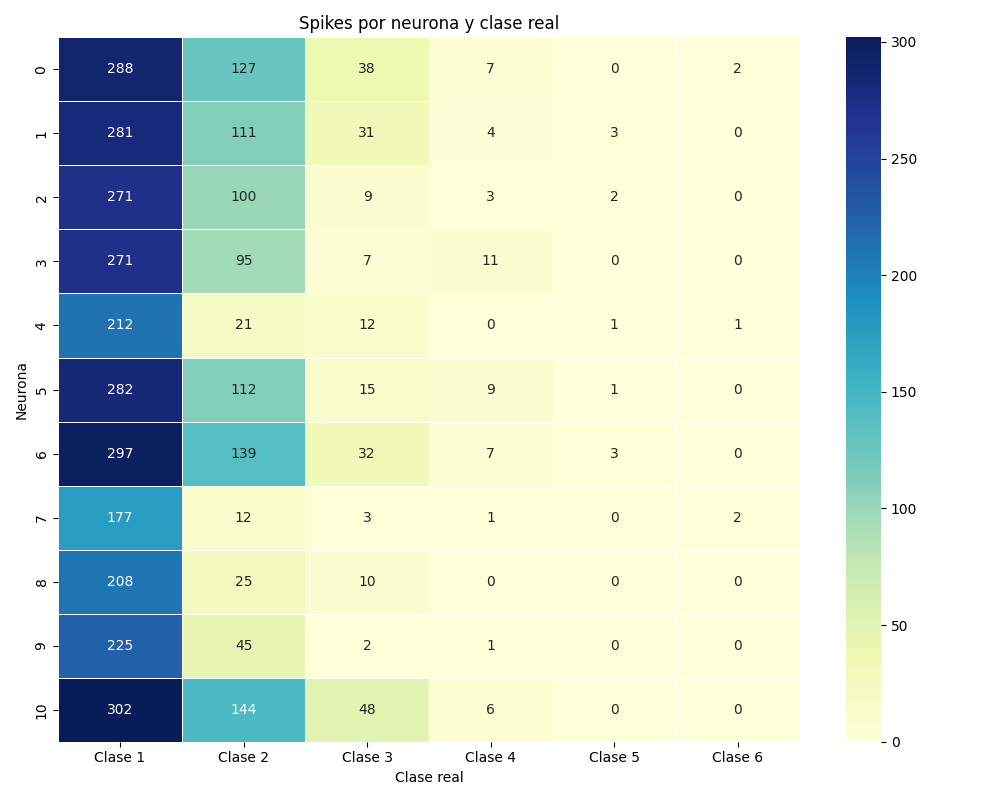 Spikes por neurona y clase real
0 288 127 38 7 0 2
1 281 111 31 4 3 0
2 271 100 9 3 2 0
3 271 95 7 11 0 0
4 212 21 12 0 1 1
5 282 112 15 9 1 0
6 297 139 32 7 3 0
7 177 12 3 1 0 2
8 208 25 10 0 0 0
9 225 45 2 1 0 0
10 302 144 48 6 0 0
Neurona
Clase 1 Clase 2 Clase 3 Clase 4 Clase 5 Clase 6
Clase real
300
250
200
150
100
50
0